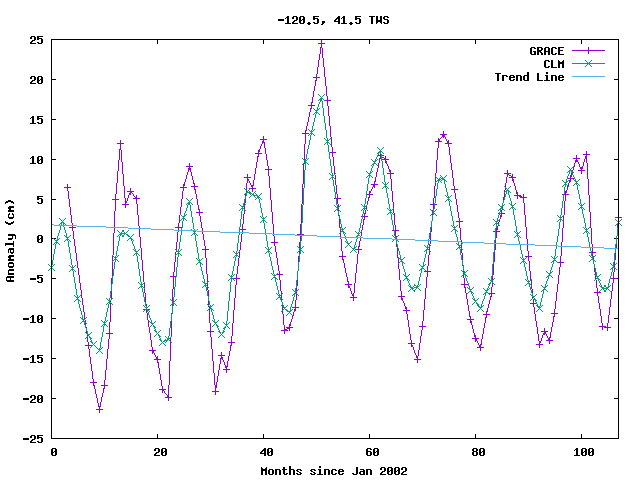 -120.5, 41.5 TWS
GRACE
CLM
Trend Line
25
20
15
10
5
0
-5
-10
-15
-20
-25
Anomaly (cm)
0 20 40 60 80 100
Months since Jan 2002